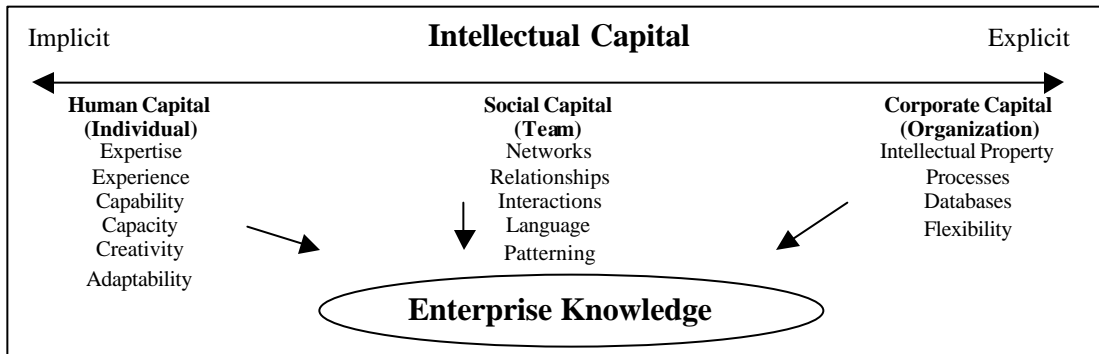 Implicit
Intellectual Capital
Explicit
Human Capital
(Individual)
Expertise
Experience
Capability
Capacity
Creativity
Adaptability
Social Capital
(Team)
Networks
Relationships
Interactions
Language
Patterning
Corporate Capital
(Organization)
Intellectual Property
Processes
Databases
Flexibility
Enterprise Knowledge